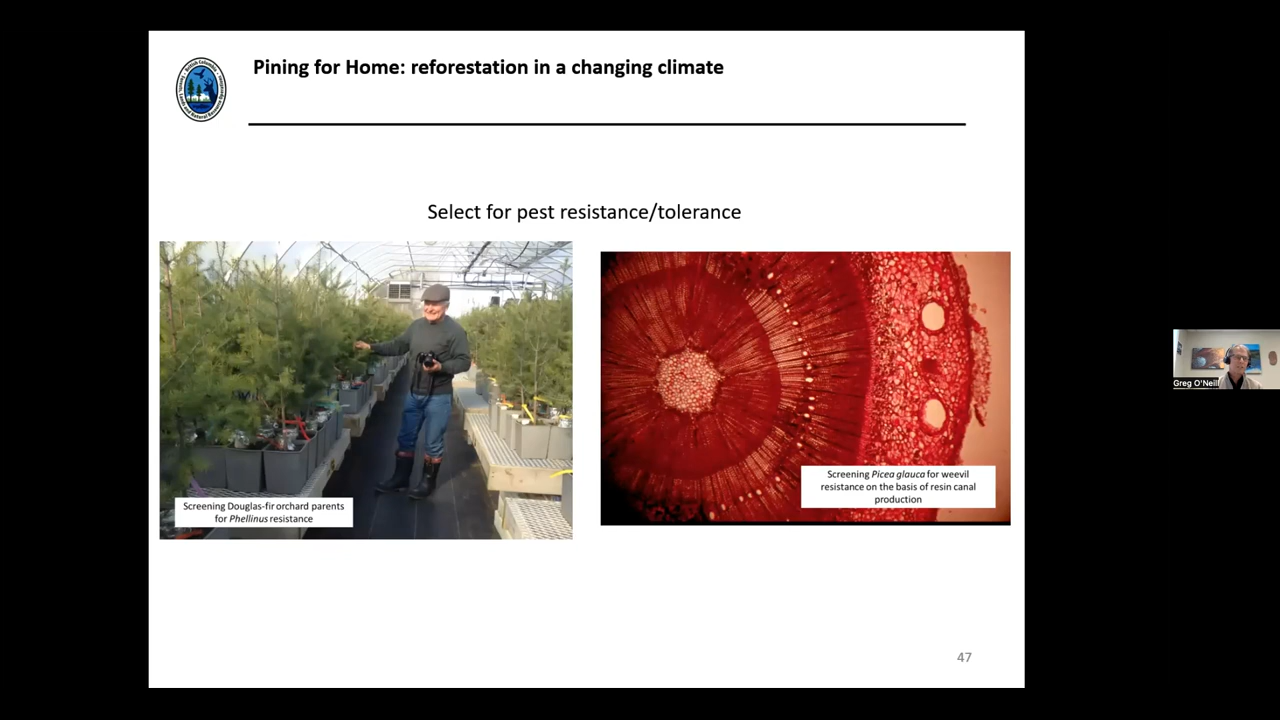 Pining for Home: reforestation in a changing climate
Select for pest resistance/tolerance
Screening Douglas-fir orchard parents
for Phellinus resistance
Screening Picea glauca for weevil
resistance on the basis of resin canal
production
47
Greg O'Neill